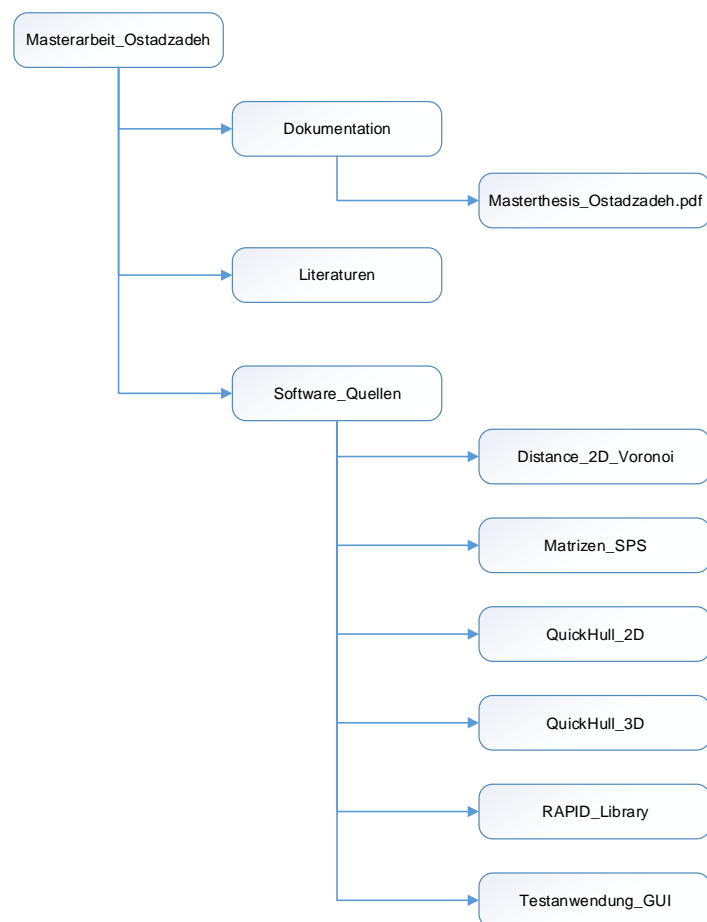 Masterarbeit_Ostadzadeh
Dokumentation
Masterthesis_Ostadzadeh.pdf
Literaturen
Software_Quellen
Distance_2D_Voronoi
Matrizen_SPS
QuickHull_2D
QuickHull_3D
RAPID_Library
Testanwendung_GUI